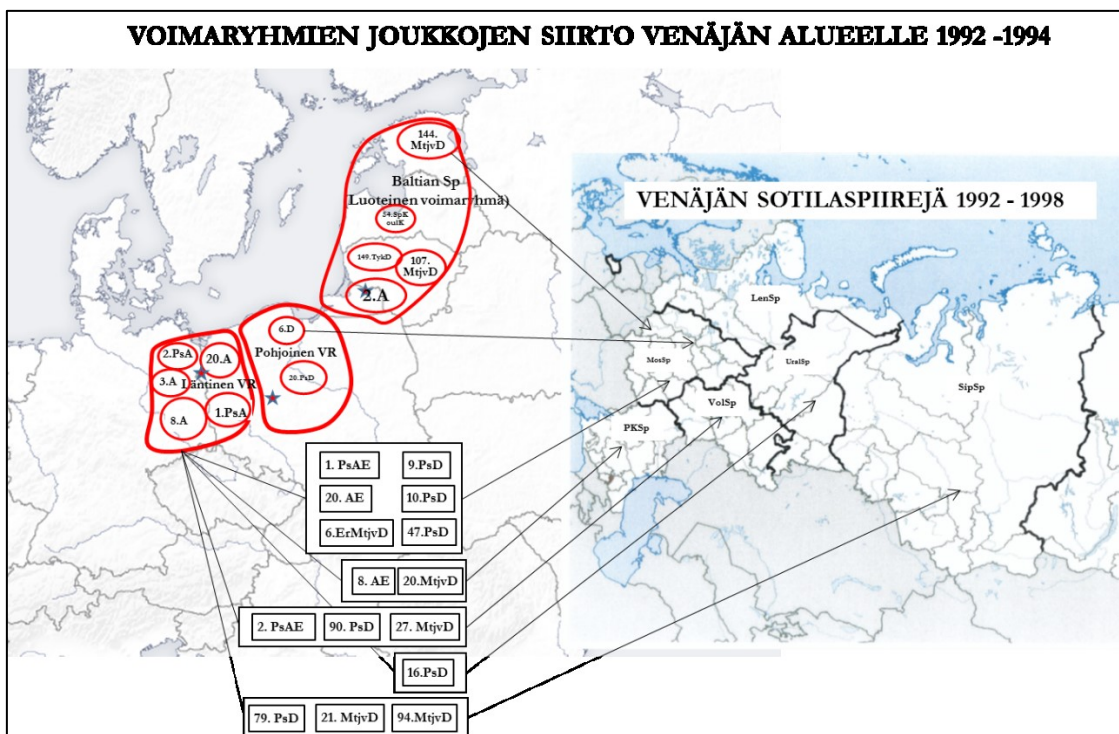 VOIMARYHMIEN JOUKKOJEN SIIRTO VENÄJÄN ALUEELLE 1992 -1994
144.
MtjvD
Baltian Sp
(Luoteinen voimaryhmä)
54.SpK
oulK
149.TykD
107.
MtjvD
2.A
6.D
Pohjoinen VR
20.PsD
2.PsA
20.A
3.A
Läntinen VR
8.A
1.PsA
VENÄJÄN SOTILASPIIREJÄ 1992 - 1998
LenSp
MosSp
UralSp
SipSp
VolSp
PKSp
1. PsAE
9.PsD
20. AE
10.PsD
6.ErMtjvD
47.PsD
8. AE
20.MtjvD
2. PsAE
90. PsD
27. MtjvD
16.PsD
79. PsD
21. MtjvD
94.MtjvD